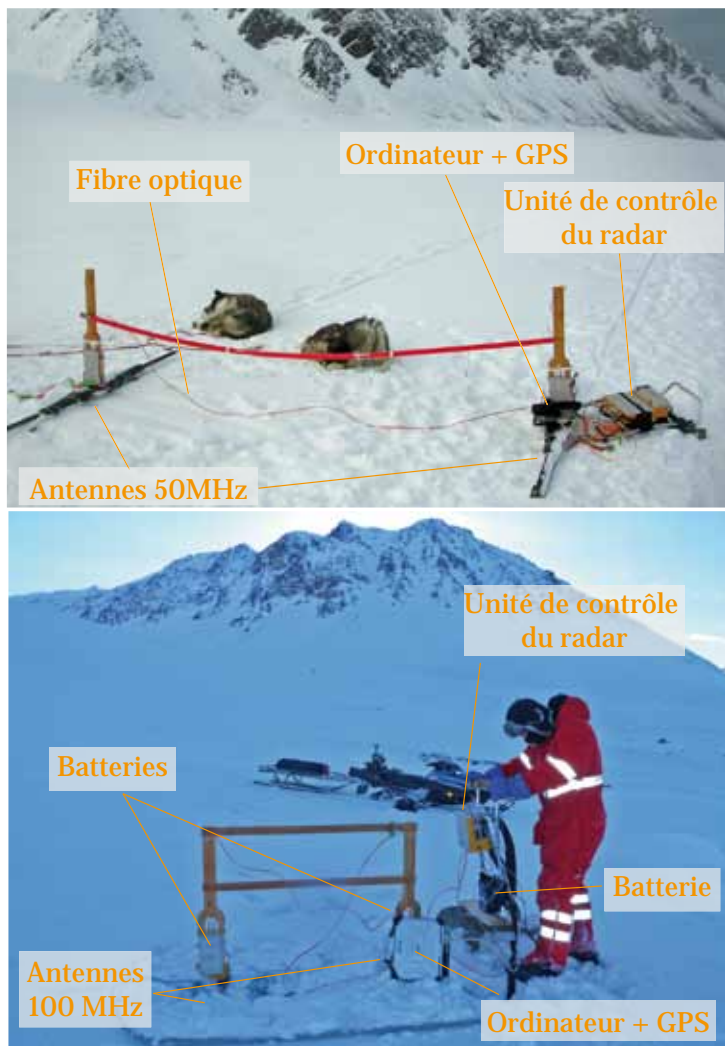 Ordinateur + GPS
Fibre optique
Unité de contrôle
du radar
Antennes 50MHz
Unité de contrôle
du radar
Batteries
Batterie
Antennes
100 MHz
Ordinateur + GPS